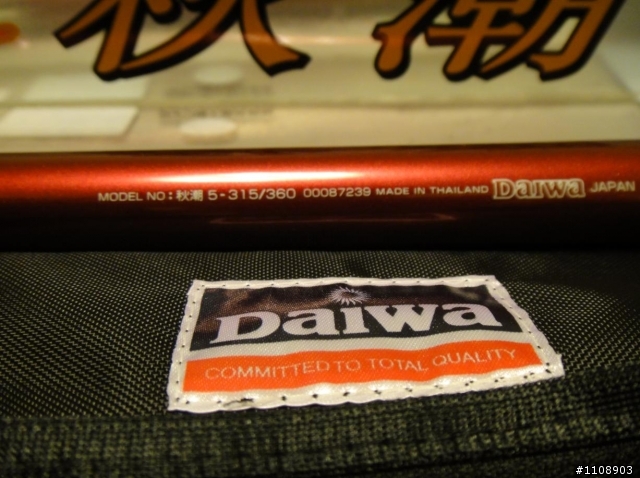 秋潮
MODEL NO:秋潮 5-315/360 00087239 MADE IN THAILAND Daiwa JAPAN
Daiwa
COMMITTED TO TOTAL QUALITY
#1108903